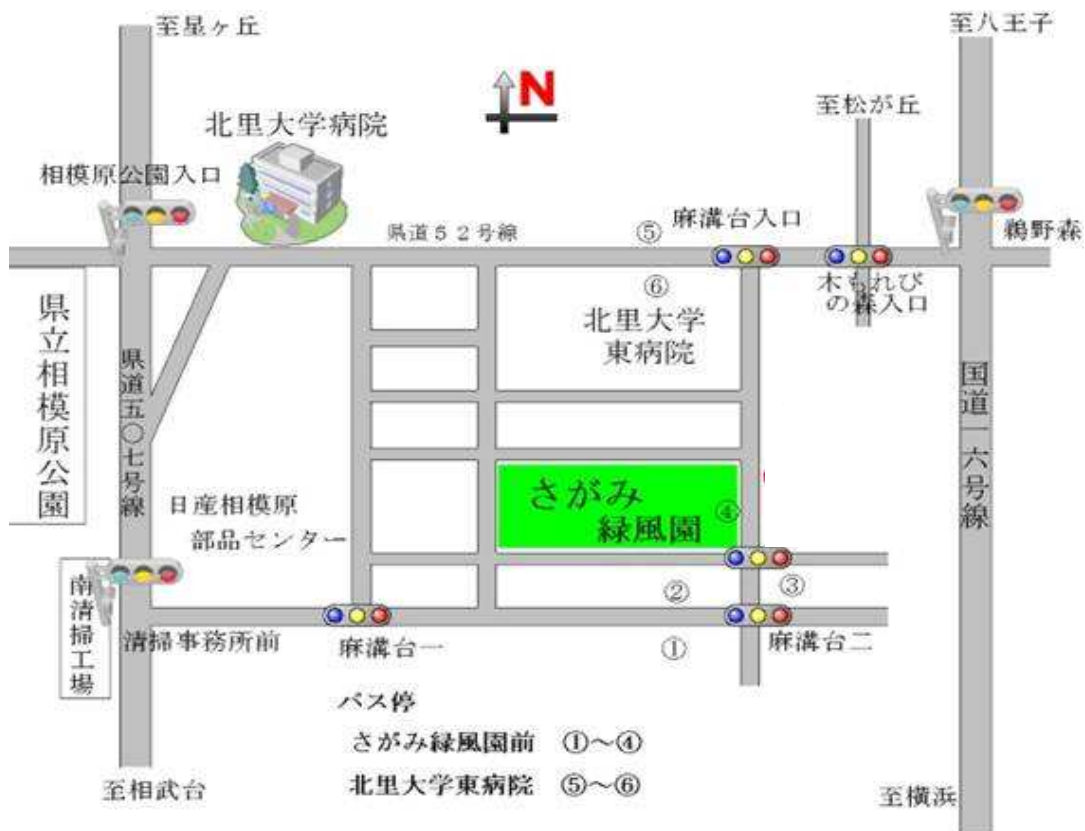 至星ヶ丘
至八王子
N
至松が丘
北里大学病院
相模原公園入口
県道52号線
⑤
麻溝台入口
鵜野森
⑥
木もれび
の森入口
北里大学
東病院
県立相模原公園
県道五〇七号線
国道一六号線
日産相模原
部品センター
さがみ
緑風園
④
南清掃工場
②
③
清掃事務所前
麻溝台一
①
麻溝台二
バス停
さがみ緑風園前 ①～④
北里大学東病院 ⑤～⑥
至相武台
至横浜